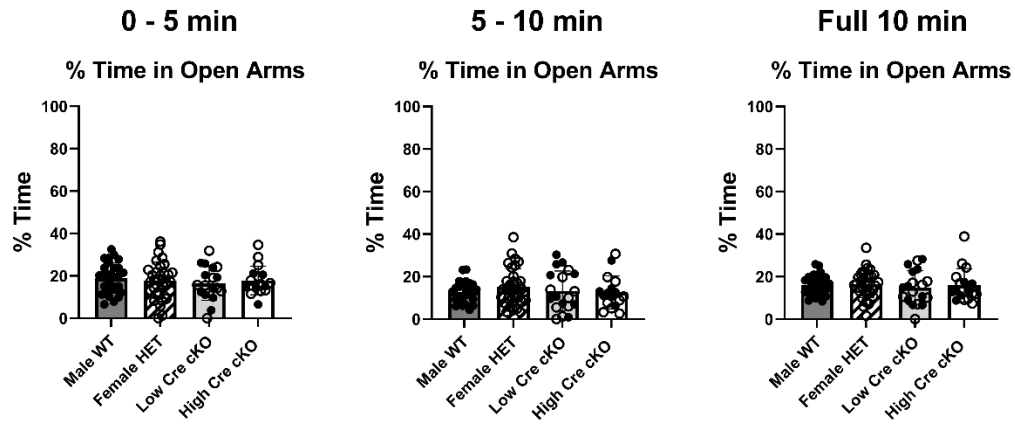 0 - 5 min
% Time in Open Arms
% Time
100
80
60
40
20
0
Male WT
Female HET
Low Cre cKO
High Cre cKO
5 - 10 min
% Time in Open Arms
% Time
100
80
60
40
20
0
Male WT
Female HET
Low Cre cKO
High Cre cKO
Full 10 min
% Time in Open Arms
% Time
100
80
60
40
20
0
Male WT
Female HET
Low Cre cKO
High Cre cKO